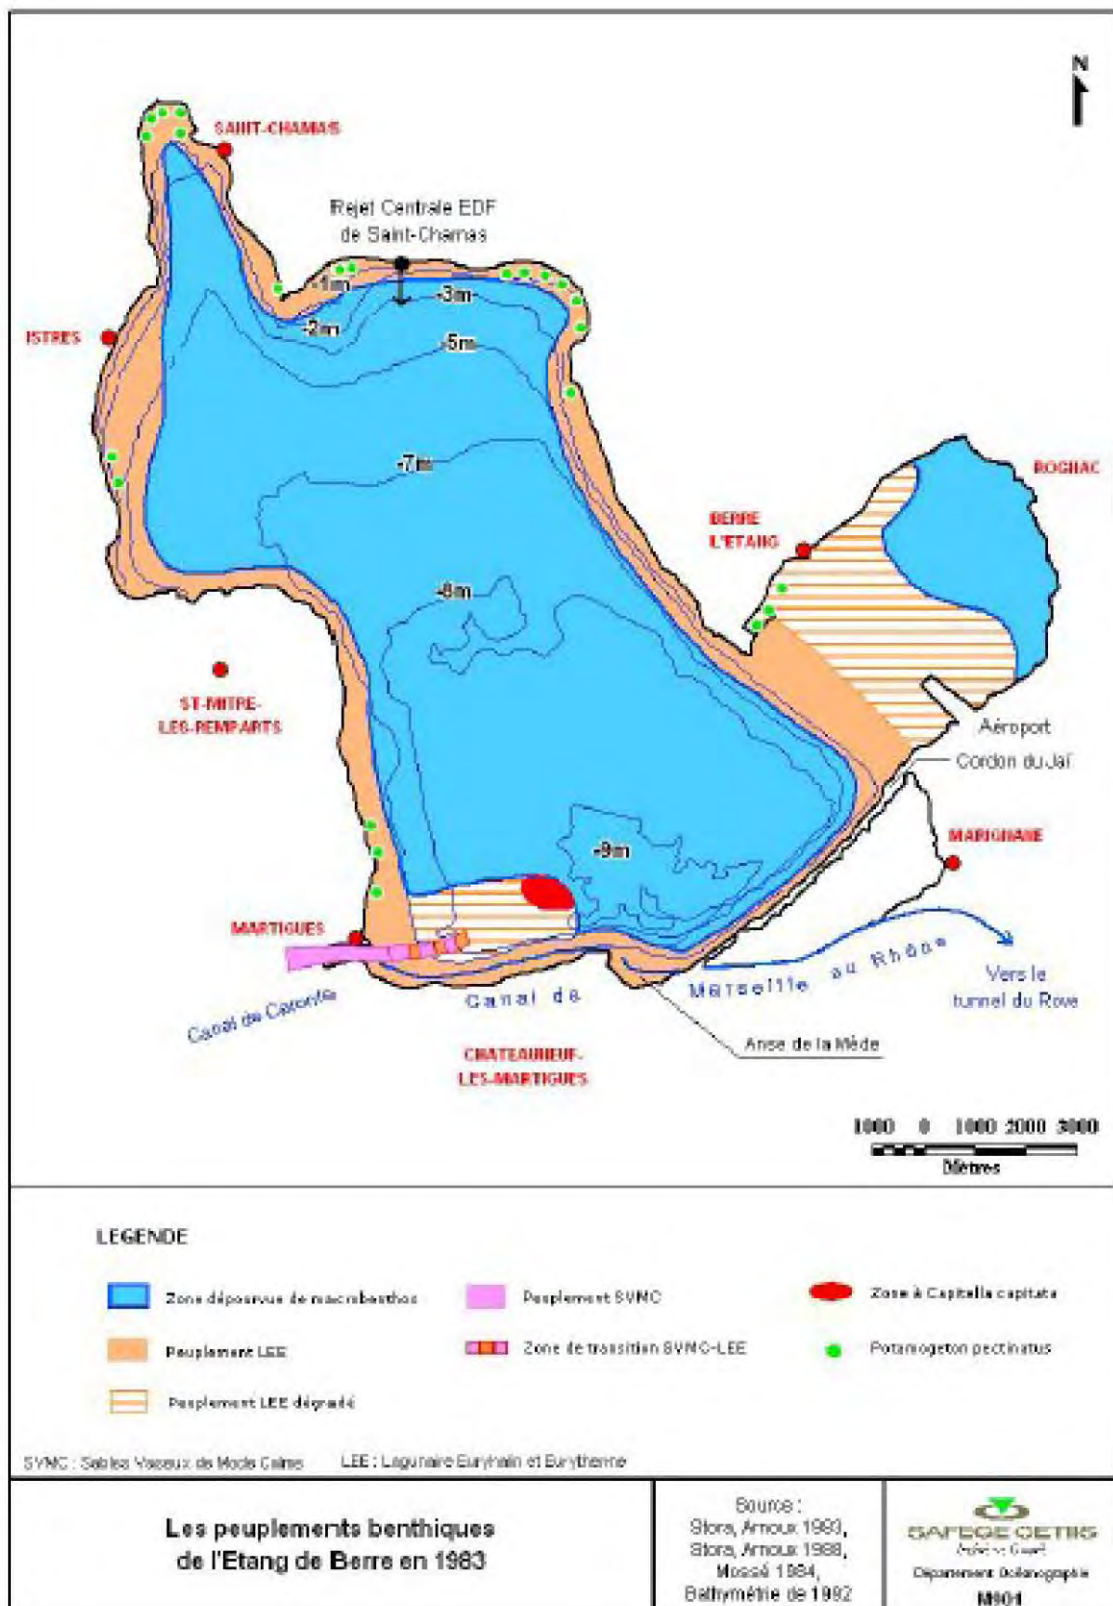 N
SAINT-CHAMAS
Rejet Centrale EDF
de Saint-Chamas
-1m
-2m
-3m
-5m
ISTRES
-7m
ROGNAC
BERRE
L'ETANG
-8m
ST-MITRE-
LES-REMPARTS
Aéroport
Cordon du Jaï
MARIGNANE
-9m
MARTIGUES
Canal de Caronte
Canal de Marseille au Rhône
Vers le
tunnel du Rove
Anse de la Mède
CHATEAUNEUF-
LES-MARTIGUES
1000 0 1000 2000 3000
Mètres
LEGENDE
Zone dépourvue de macrobenthos
Peuplement SVMC
Zone à Capitella capitata
Peuplement LEE
Zone de transition SVMC-LEE
Potamogeton pectinatus
Peuplement LEE dégradé
SVMC : Sables Vaseux de Mode Calme LEE : Lagunaire Euryhalin et Eurytherme
Les peuplements benthiques
de l'Etang de Berre en 1983
Source :
Stora, Arnoux 1983,
Stora, Arnoux 1988,
Mossé 1984,
Bathymétrie de 1992
SAFEGE CETIIS
Département Océanographie
M901